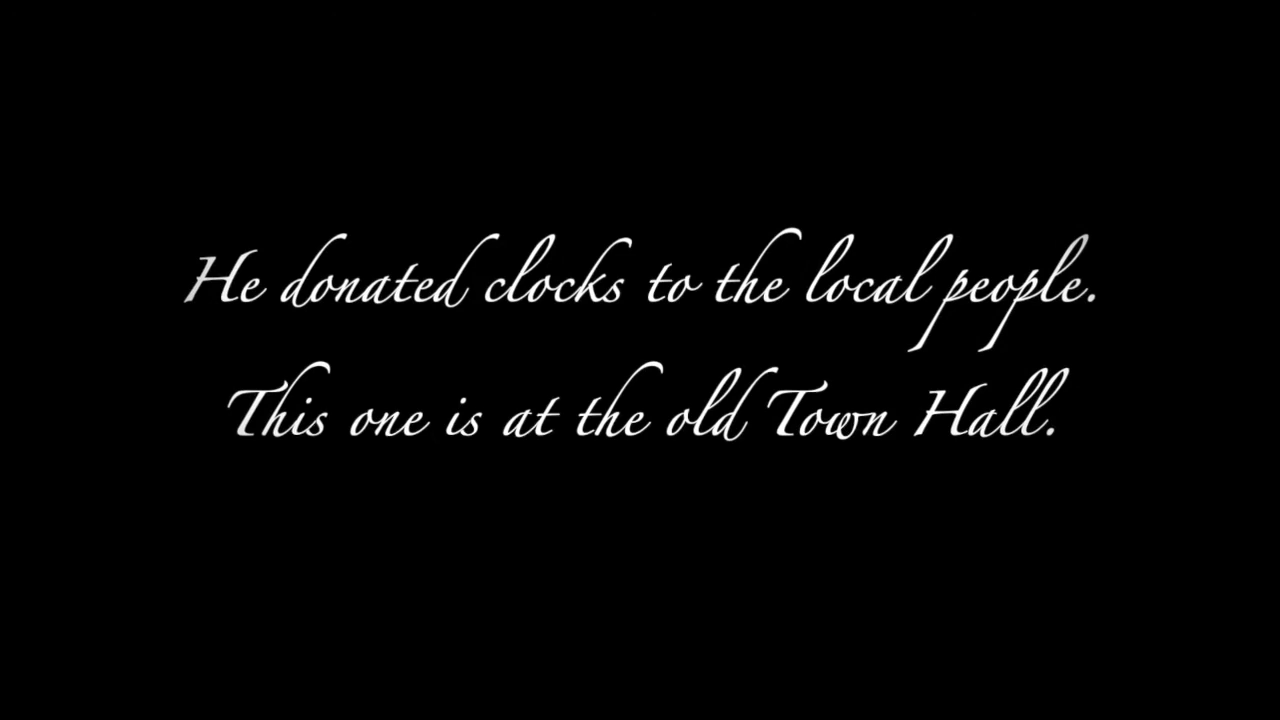 He donated clocks to the local people.
This one is at the old Town Hall.